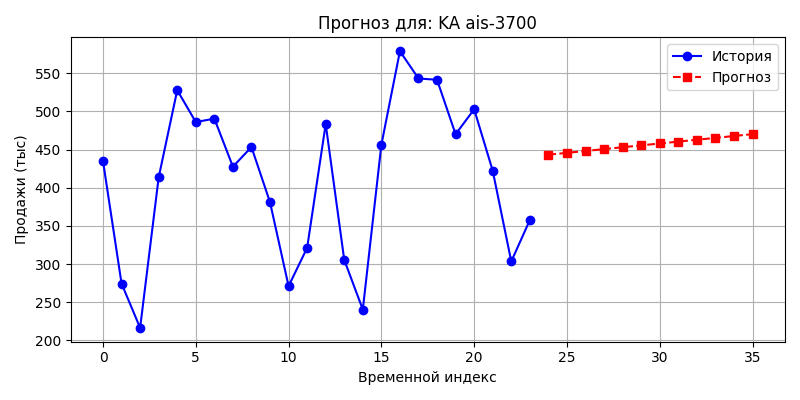 Прогноз для: KA ais-3700
История
Прогноз
Продажи (тыс)
550
500
450
400
350
300
250
200
0 5 10 15 20 25 30 35
Временной индекс